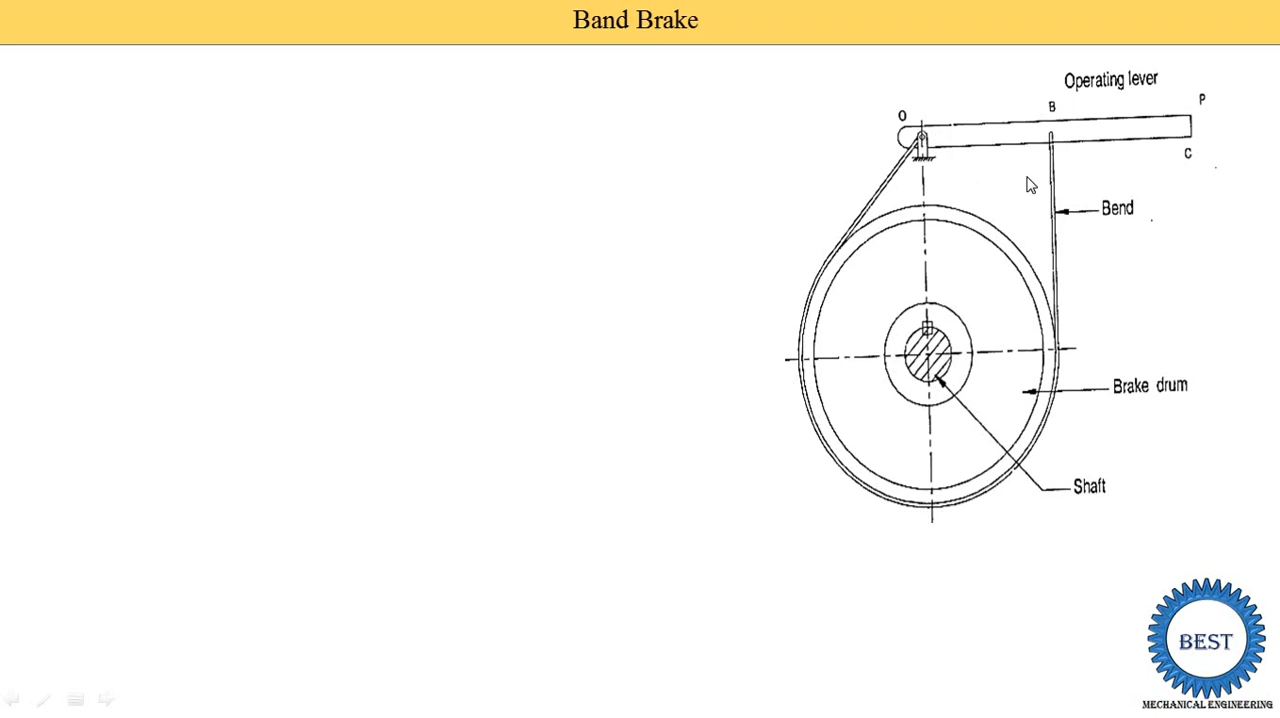 Band Brake
Operating lever
O
B
P
C
Bend
Brake drum
Shaft
BEST
MECHANICAL ENGINEERING